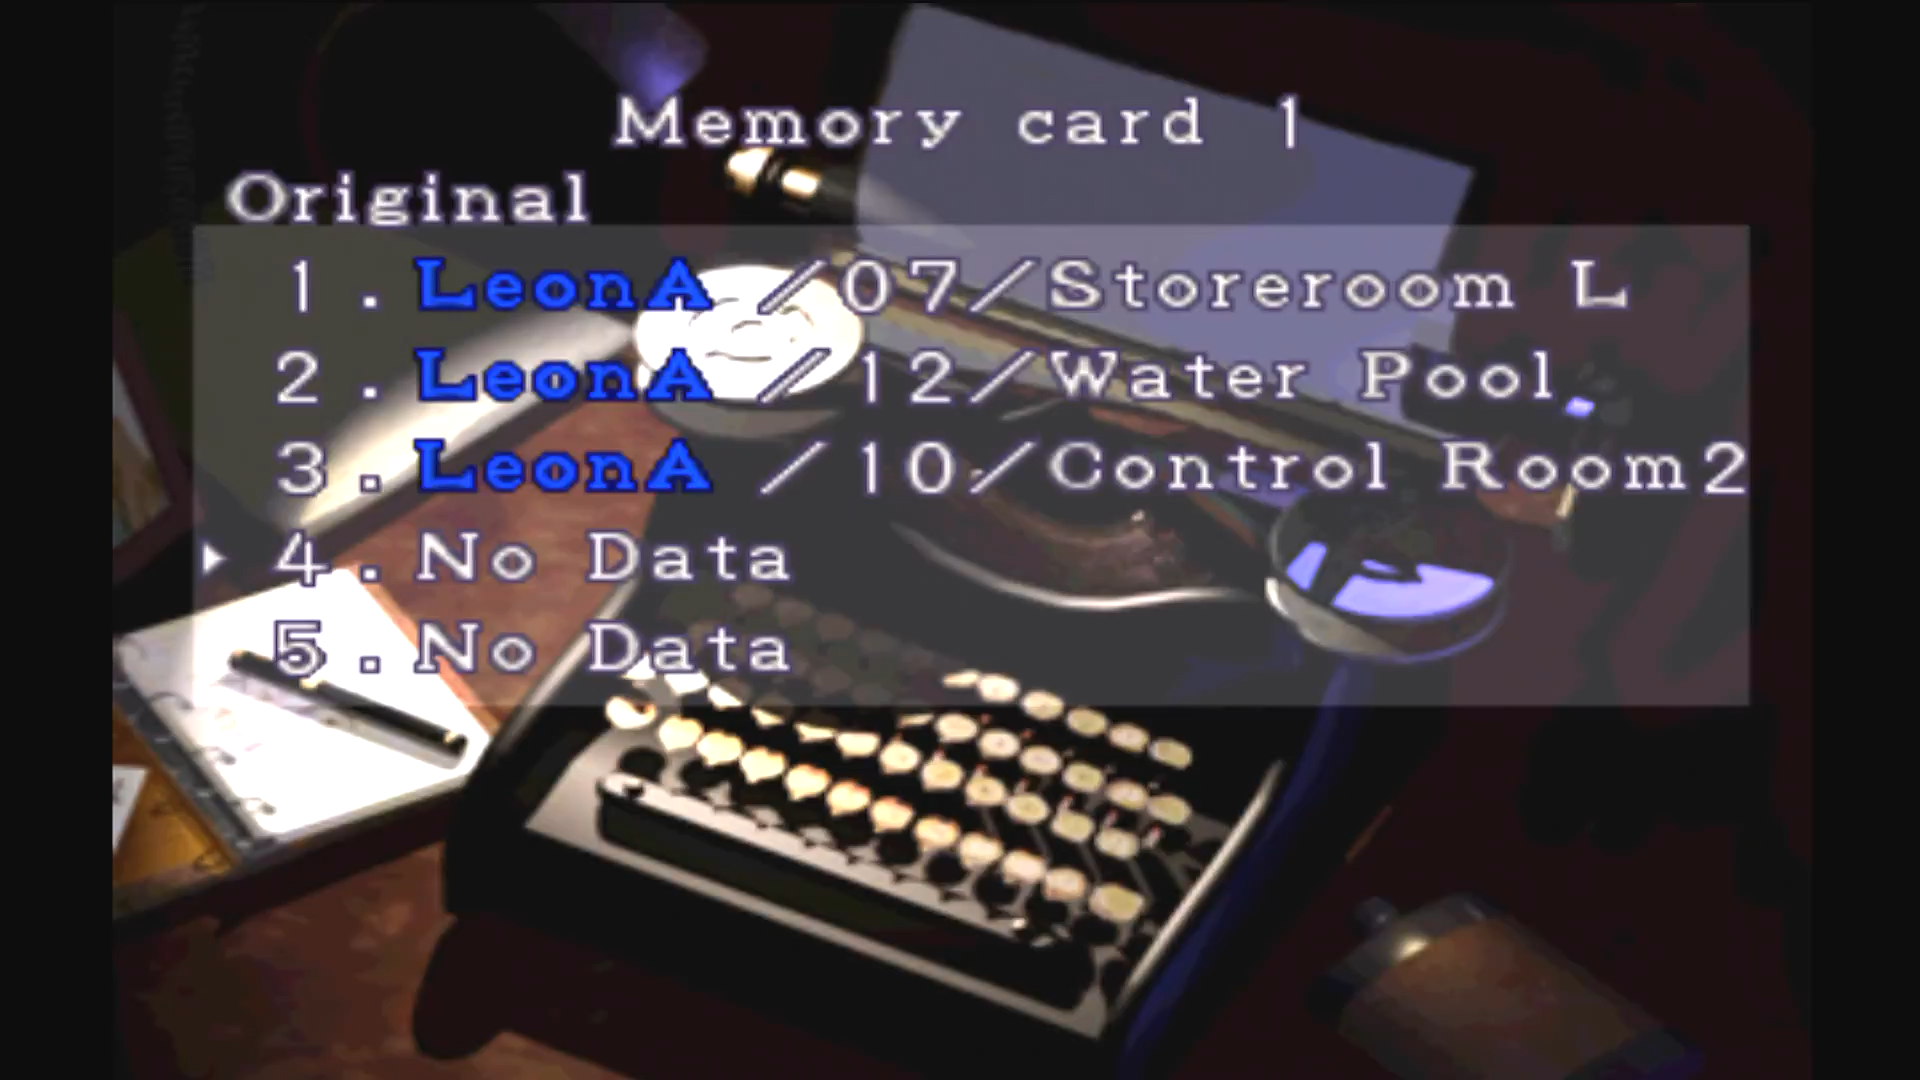 Memory card 1
Original
1. LeonA /07/Storeroom L
2. LeonA /12/Water Pool
3. LeonA /10/Control Room2
4. No Data
5. No Data